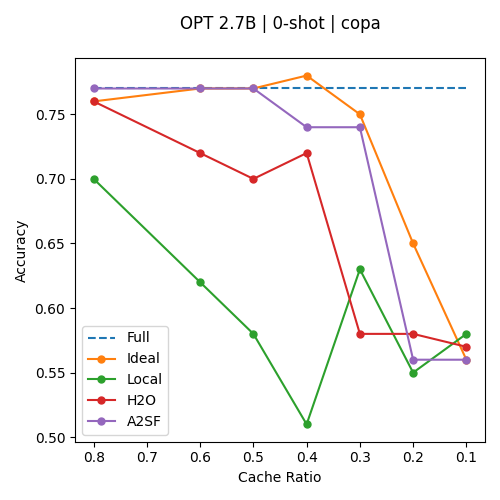 OPT 2.7B | 0-shot | copa
Accuracy
0.75
0.70
0.65
0.60
0.55
0.50
Full
Ideal
Local
H2O
A2SF
0.8 0.7 0.6 0.5 0.4 0.3 0.2 0.1
Cache Ratio